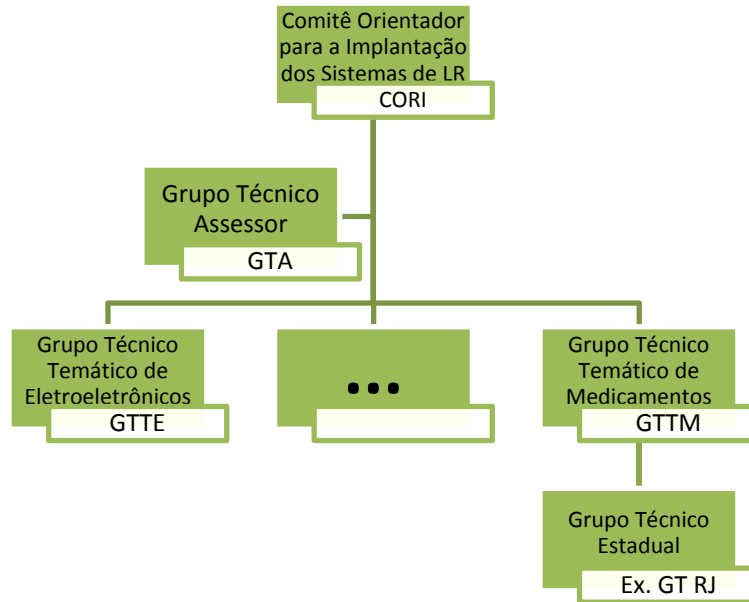 Comitê Orientador
para a Implantação
dos Sistemas de LR
CORI
Grupo Técnico
Assessor
GTA
Grupo Técnico
Temático de
Eletroeletrônicos
GTTE
...
Grupo Técnico
Temático de
Medicamentos
GTTM
Grupo Técnico
Estadual
Ex. GT RJ